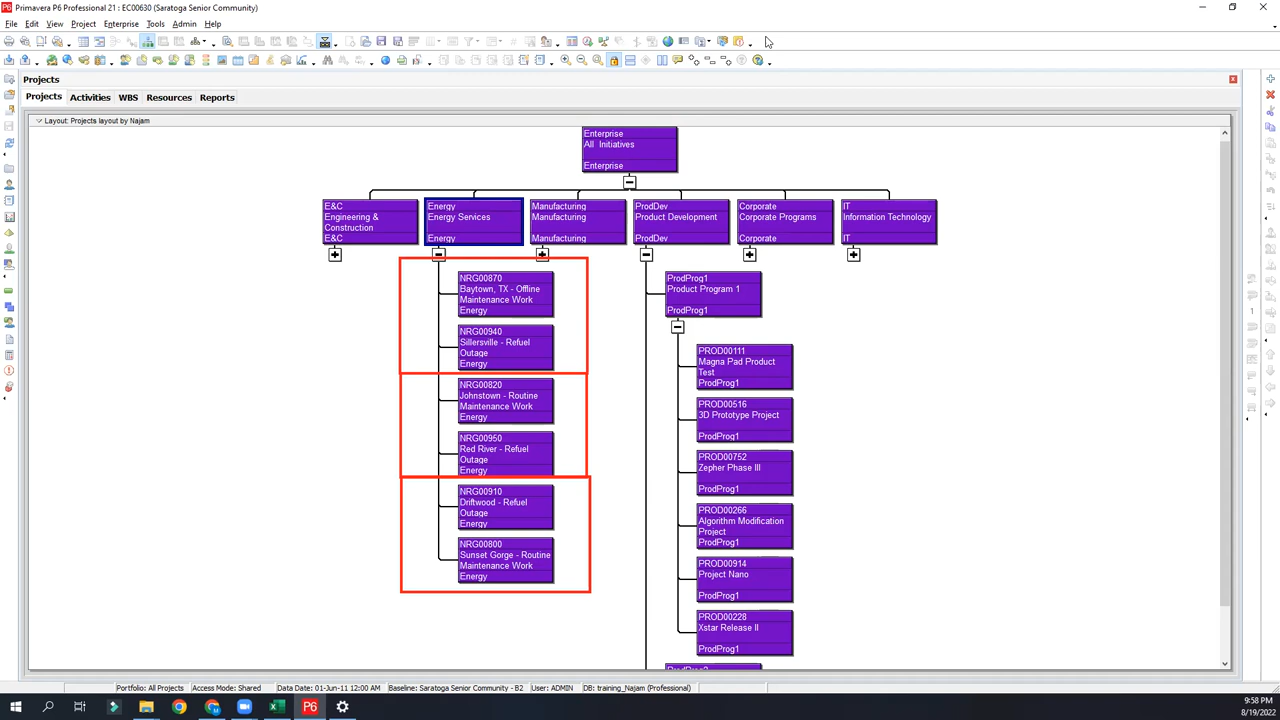 Primavera P6 Professional 21 : EC00630 (Saratoga Senior Community)
File Edit View Project Enterprise Tools Admin Help
Projects
Projects Activities WBS Resources Reports
Layout: Projects layout by Najam
Enterprise
All Initiatives
Enterprise
E&C
Engineering &
Construction
E&C
Energy
Energy Services
Energy
Manufacturing
Manufacturing
Manufacturing
ProdDev
Product Development
ProdDev
Corporate
Corporate Programs
Corporate
IT
Information Technology
IT
NRG00870
Baytown, TX - Offline
Maintenance Work
Energy
NRG00940
Sillersville - Refuel
Outage
Energy
NRG00820
Johnstown - Routine
Maintenance Work
Energy
NRG00950
Red River - Refuel
Outage
Energy
NRG00910
Driftwood - Refuel
Outage
Energy
NRG00800
Sunset Gorge - Routine
Maintenance Work
Energy
ProdProg1
Product Program 1
ProdProg1
PROD00111
Magna Pad Product
Test
ProdProg1
PROD00516
3D Prototype Project
ProdProg1
PROD00752
Zepher Phase III
ProdProg1
PROD00266
Algorithm Modification
Project
ProdProg1
PROD00914
Project Nano
ProdProg1
PROD00228
Xstar Release II
ProdProg1
Portfolio: All Projects Access Mode: Shared Data Date: 01-Jun-11 12:00 AM Baseline: Saratoga Senior Community - B2 User: ADMIN DB: training_Najam (Professional)
P6
9:58 PM
8/19/2022